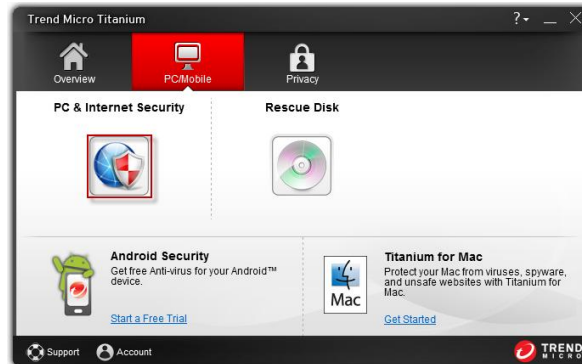 Trend Micro Titanium
?
Overview
PC/Mobile
Privacy
PC & Internet Security
Rescue Disk
Android Security
Get free Anti-virus for your Android™
device.
Start a Free Trial
Mac
Titanium for Mac
Protect your Mac from viruses, spyware,
and unsafe websites with Titanium for
Mac.
Get Started
Support
Account
TREND
MICRO